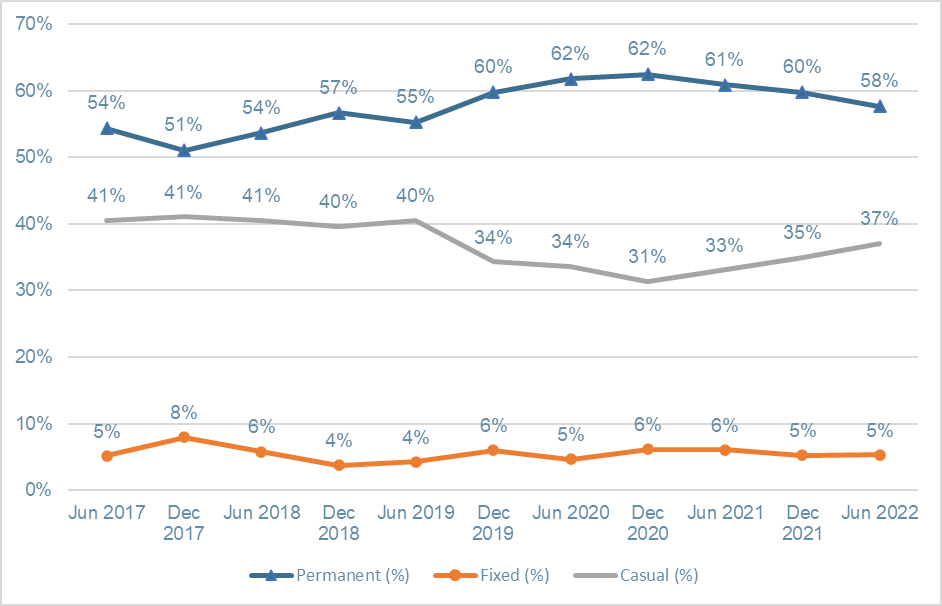 70%
60%
50%
40%
30%
20%
10%
0%
54% 51% 54% 57% 55% 60% 62% 62% 61% 60% 58%
41% 41% 41% 40% 40% 34% 34% 31% 33% 35% 37%
5% 8% 6% 4% 4% 6% 5% 6% 6% 5% 5%
Jun 2017 Dec 2017 Jun 2018 Dec 2018 Jun 2019 Dec 2019 Jun 2020 Dec 2020 Jun 2021 Dec 2021 Jun 2022
Permanent (%) Fixed (%) Casual (%)